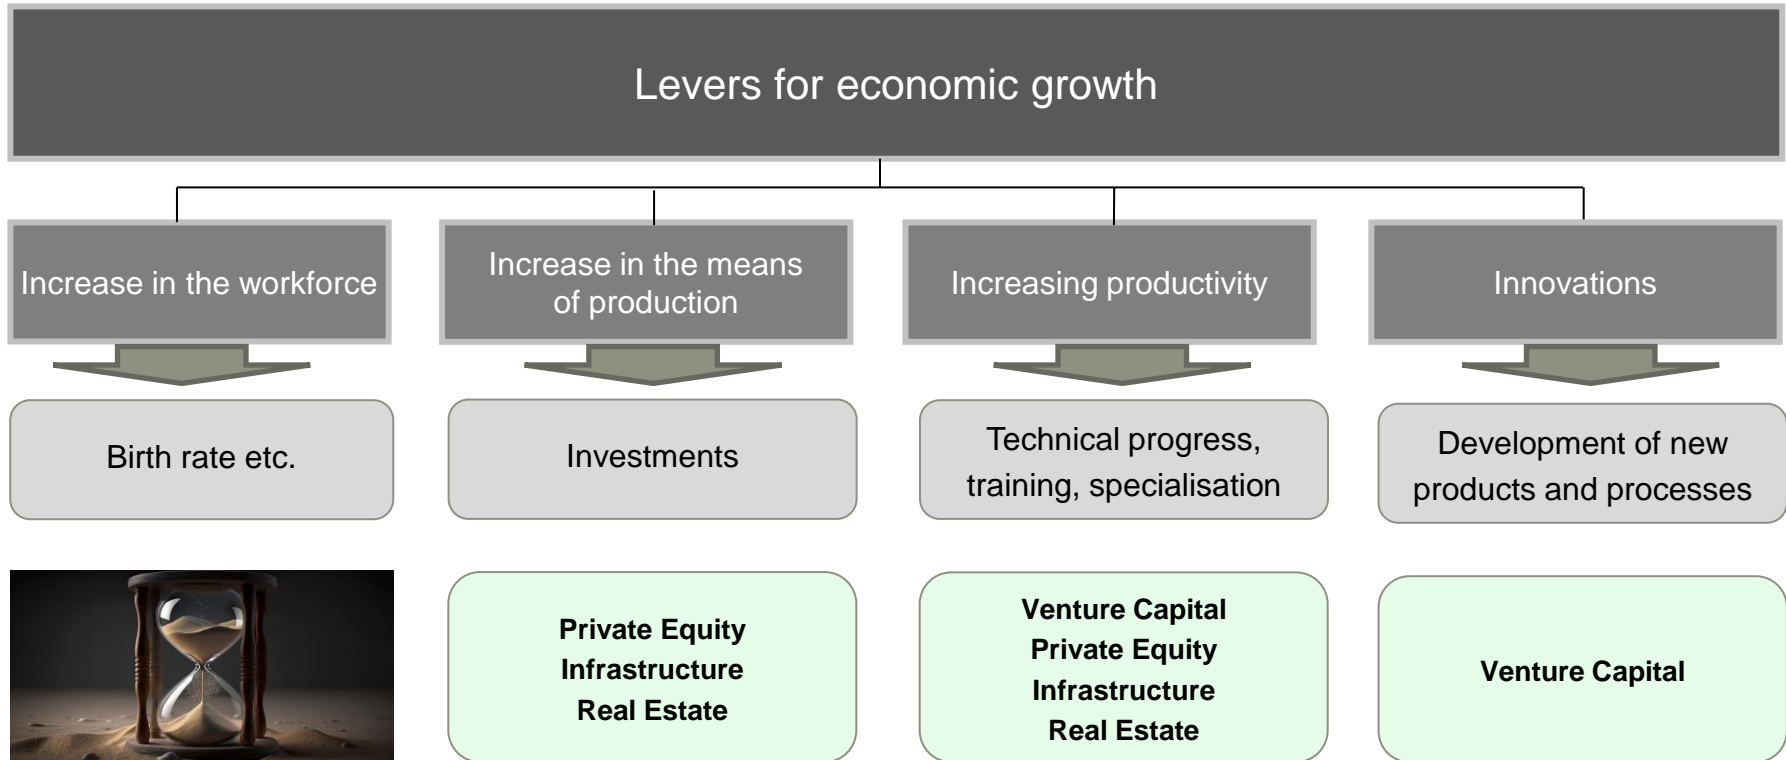 Levers for economic growth
Increase in the workforce
Increase in the means
of production
Increasing productivity
Innovations
Birth rate etc.
Investments
Technical progress,
training, specialisation
Development of new
products and processes
Private Equity
Infrastructure
Real Estate
Venture Capital
Private Equity
Infrastructure
Real Estate
Venture Capital